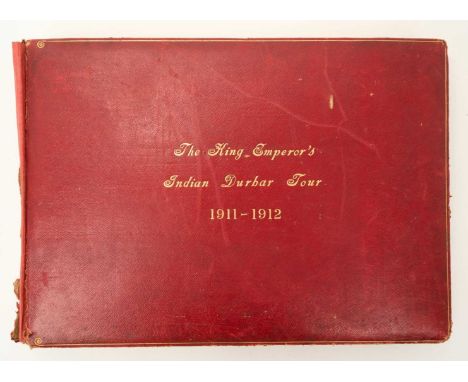 The King-Emperor's
Indian Durbar Tour
1911-1912